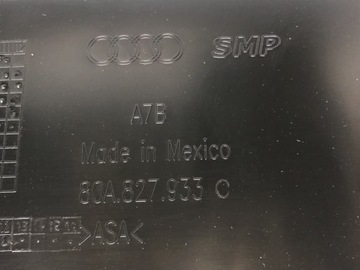 SMP
A7B
Made in Mexico
80A.827.933 C
>ASA<